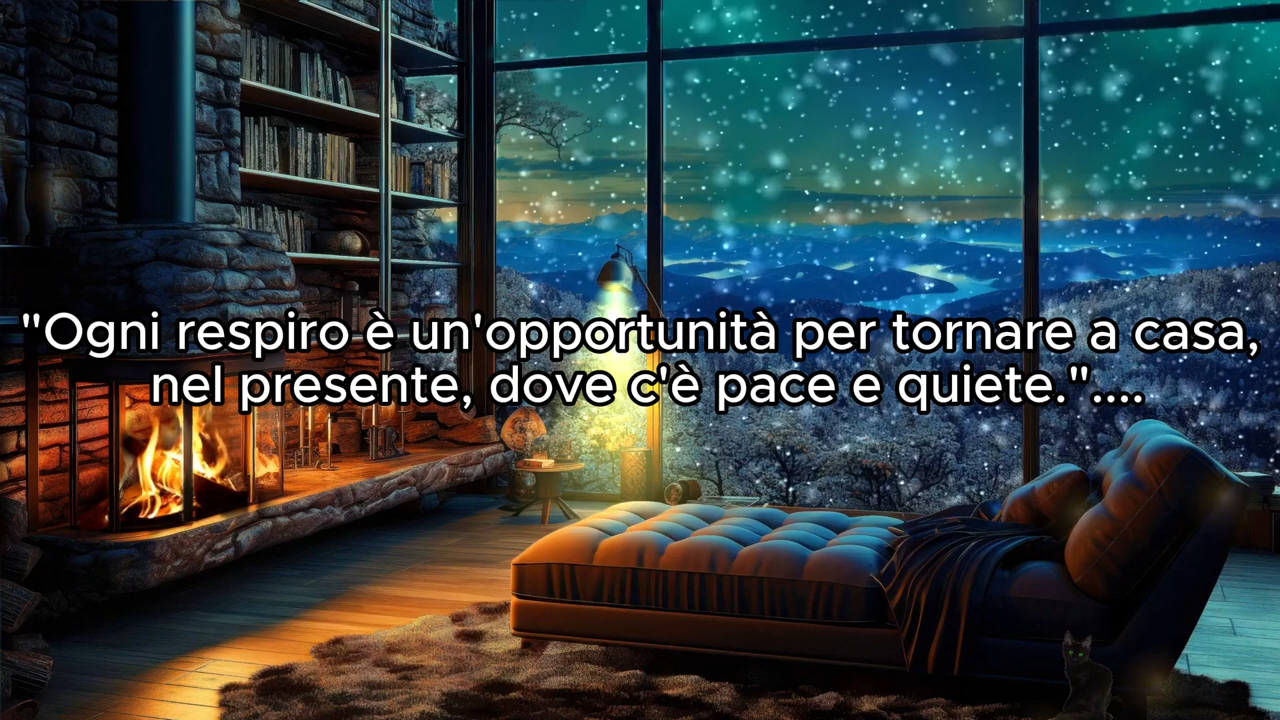 "Ogni respiro è un'opportunità per tornare a casa,
nel presente, dove c'è pace e quiete."....